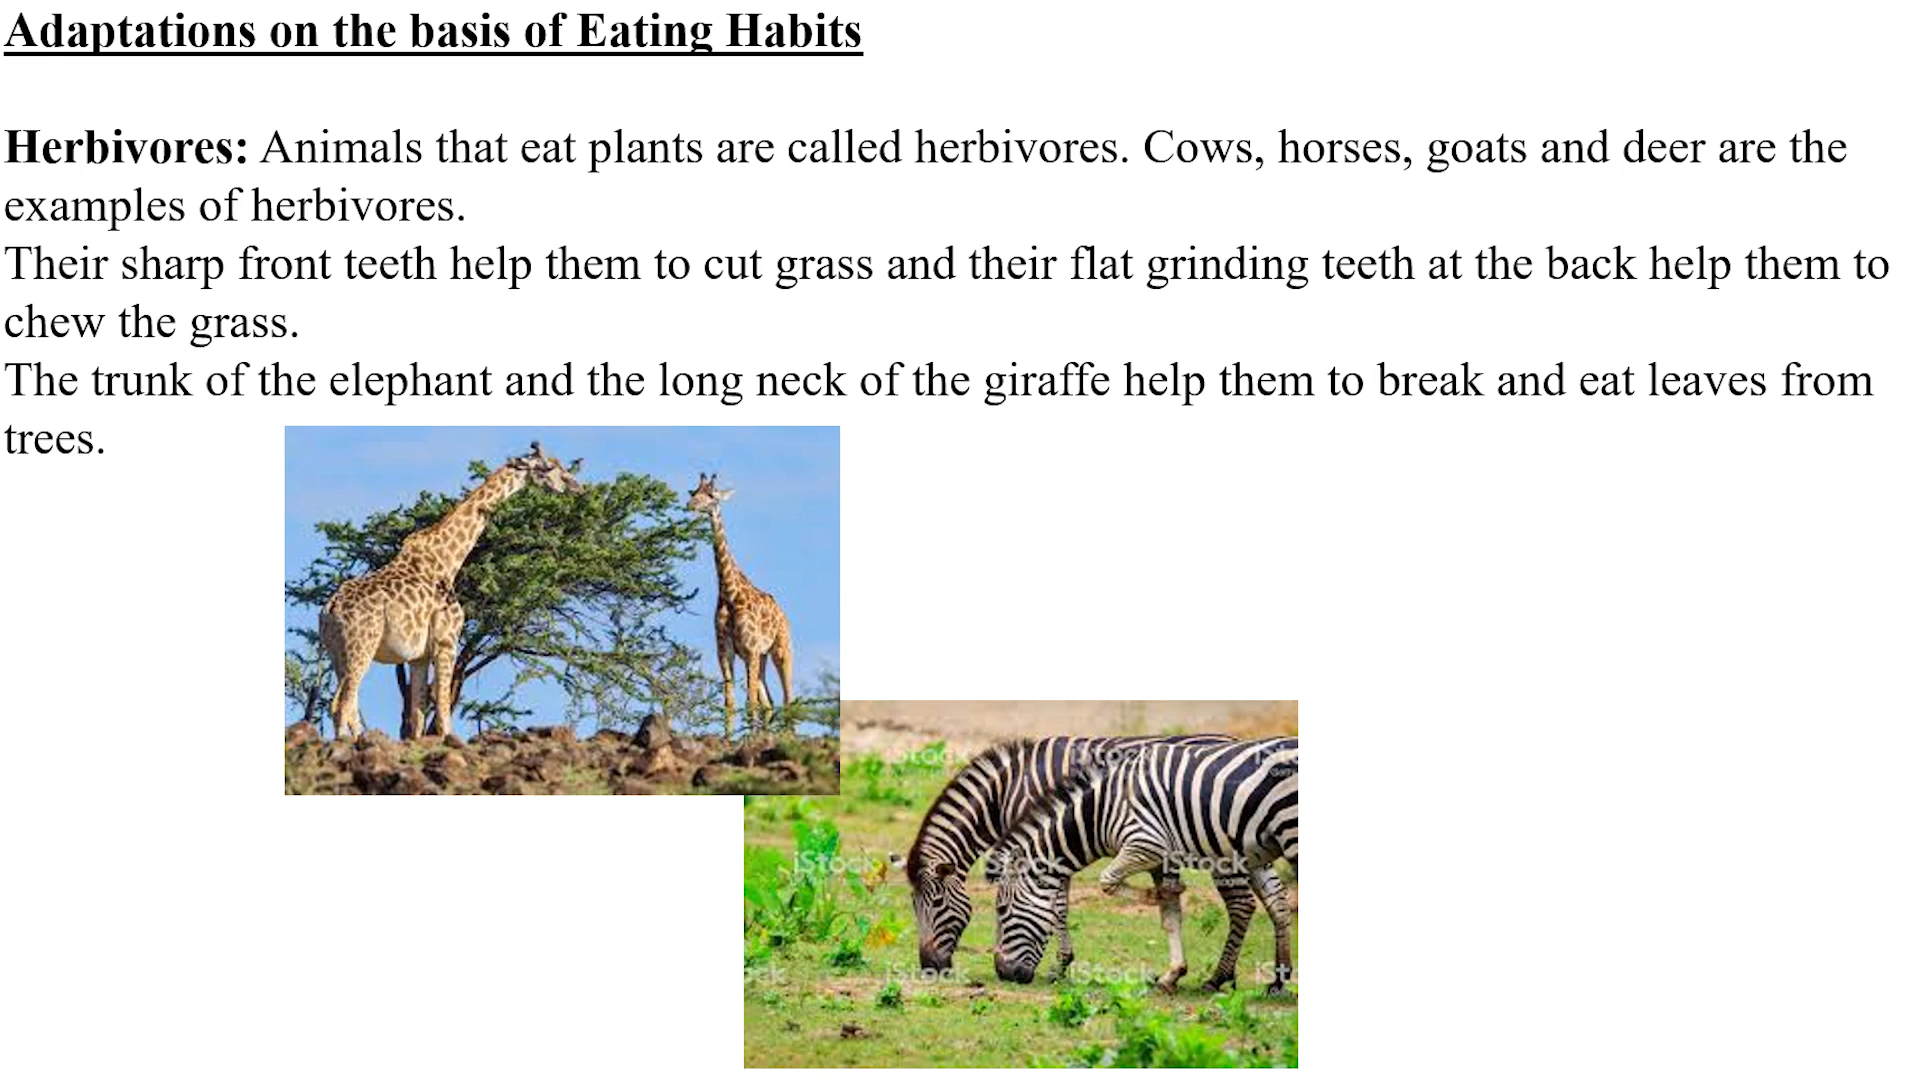 Adaptations on the basis of Eating Habits
Herbivores: Animals that eat plants are called herbivores. Cows, horses, goats and deer are the
examples of herbivores.
Their sharp front teeth help them to cut grass and their flat grinding teeth at the back help them to
chew the grass.
The trunk of the elephant and the long neck of the giraffe help them to break and eat leaves from
trees.
iStock
iStock
iStock
iStock
iStock